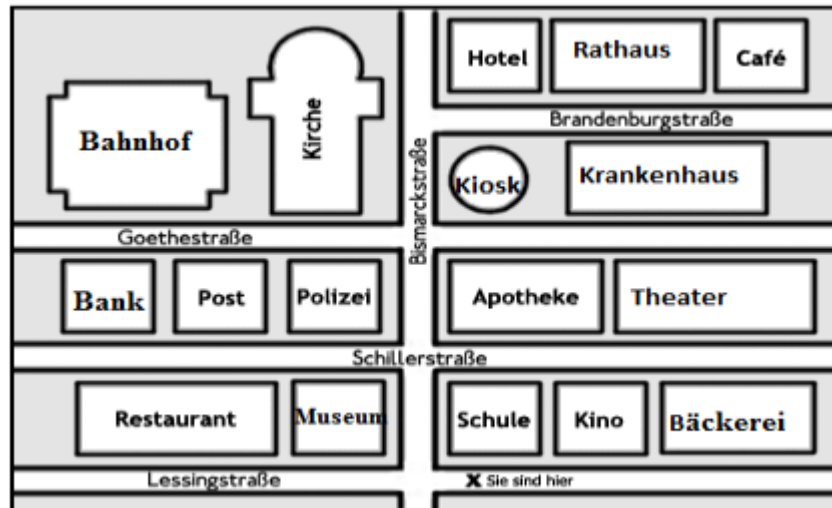 Hotel
Rathaus
Café
Brandenburgstraße
Bahnhof
Kirche
Bismarckstraße
Kiosk
Krankenhaus
Goethestraße
Bank
Post
Polizei
Apotheke
Theater
Schillerstraße
Restaurant
Museum
Schule
Kino
Bäckerei
Lessingstraße
X Sie sind hier